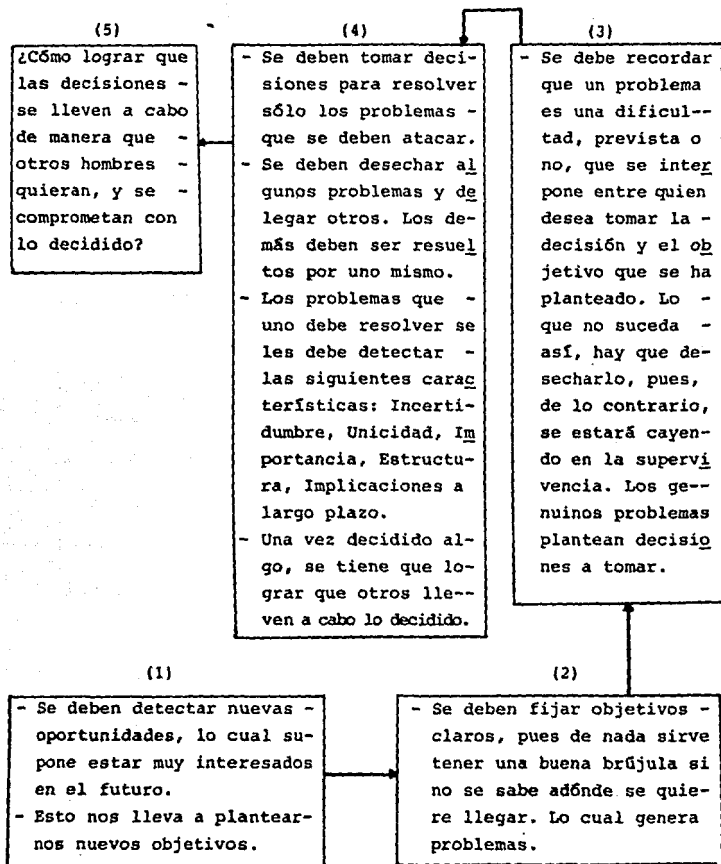 (5)
¿Cómo lograr que
las decisiones -
se lleven a cabo
de manera que -
otros hombres -
quieran, y se -
comprometan con
lo decidido?
(4)
- Se deben tomar deci-
siones para resolver
sólo los problemas -
que se deben atacar.
- Se deben desechar al
gunos problemas y de
legar otros. Los de-
más deben ser resuel
tos por uno mismo.
- Los problemas que -
uno debe resolver se
les debe detectar -
las siguientes carac
terísticas: Incerti-
dumbre, Unicidad, Im
portancia, Estructu-
ra, Implicaciones a
largo plazo.
- Una vez decidido al-
go, se tiene que lo-
grar que otros lle--
ven a cabo lo decidido.
(3)
- Se debe recordar
que un problema
es una dificul--
tad, prevista o
no, que se inter
pone entre quien
desea tomar la -
decisión y el ob
jetivo que se ha
planteado. Lo -
que no suceda -
así, hay que de-
secharlo, pues,
de lo contrario,
se estará cayen-
do en la supervi
vencia. Los ge--
nuinos problemas
plantean decisio
nes a tomar.
(1)
- Se deben detectar nuevas -
oportunidades, lo cual su-
pone estar muy interesados
en el futuro.
- Esto nos lleva a plantear-
nos nuevos objetivos.
(2)
- Se deben fijar objetivos -
claros, pues de nada sirve
tener una buena brújula si
no se sabe adónde se quie-
re llegar. Lo cual genera
problemas.